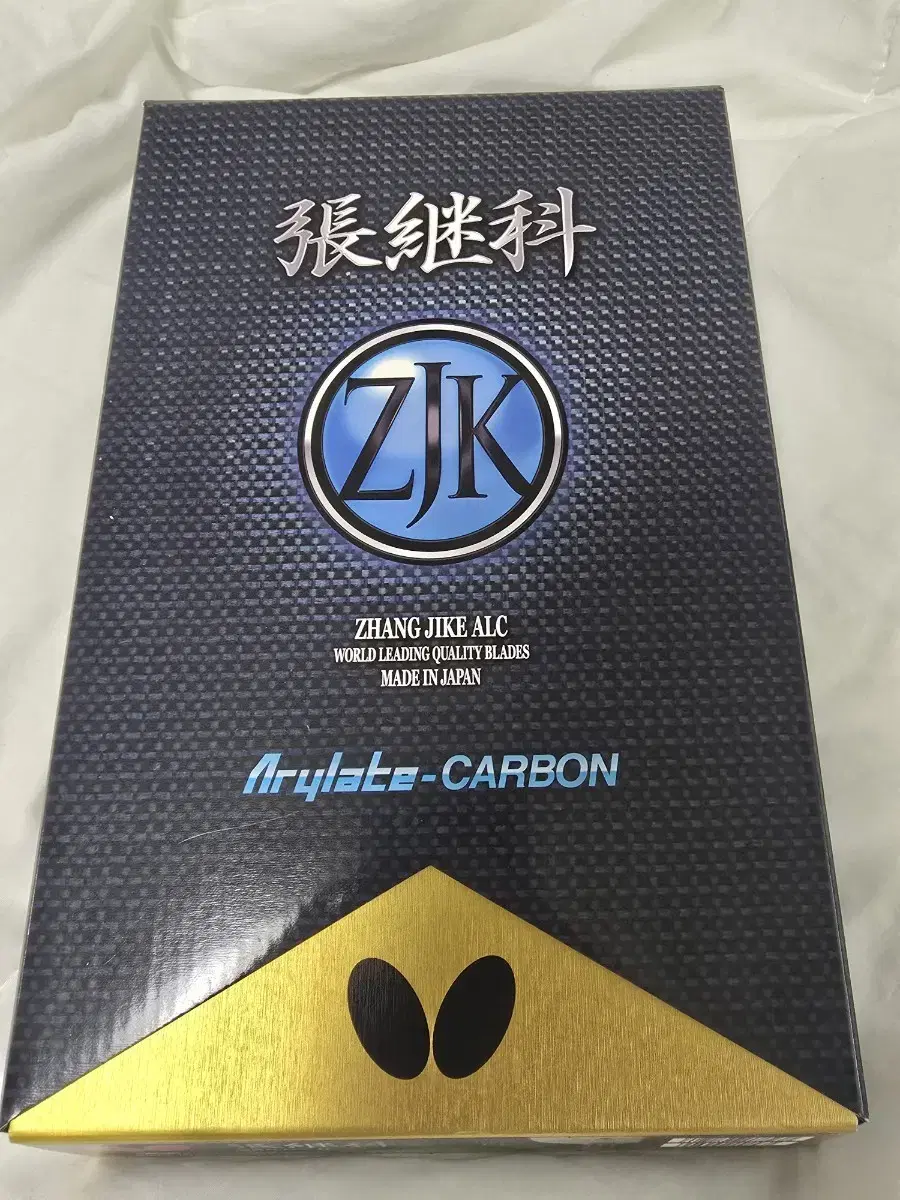 張継科
ZJK
ZHANG JIKE ALC
WORLD LEADING QUALITY BLADES
MADE IN JAPAN
Arylate-CARBON